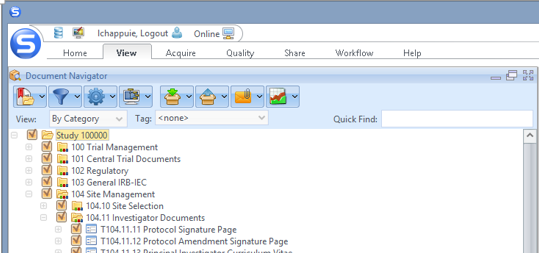 S
Ichappuie, Logout Online
Home View Acquire Quality Share Workflow Help
Document Navigator
View: By Category Tag: <none> Quick Find:
Study 100000
100 Trial Management
101 Central Trial Documents
102 Regulatory
103 General IRB-IEC
104 Site Management
104.10 Site Selection
104.11 Investigator Documents
T104.11.11 Protocol Signature Page
T104.11.12 Protocol Amendment Signature Page
T104.11.13 Principal Investigator Curriculum Vitae